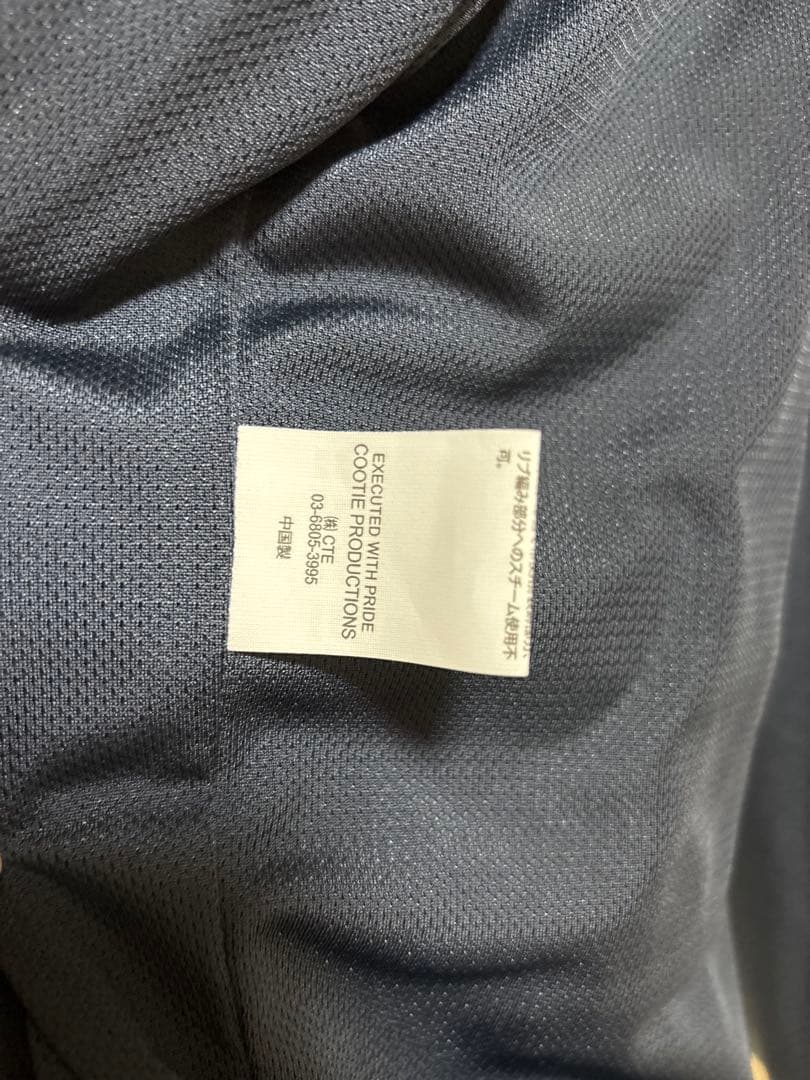 リブ編み部分へのスチーム使用不
可。
EXECUTED WITH PRIDE
COOTIE PRODUCTIONS
㈱ CTE
03-6805-3995
中国製